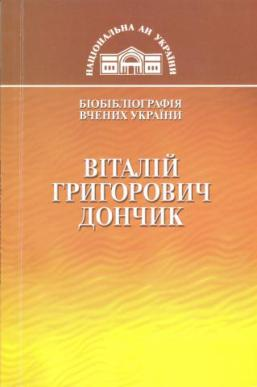 НАЦІОНАЛЬНА АН УКРАЇНИ
БІОБІБЛІОГРАФІЯ
ВЧЕНИХ УКРАЇНИ
ВІТАЛІЙ
ГРИГОРОВИЧ
ДОНЧИК